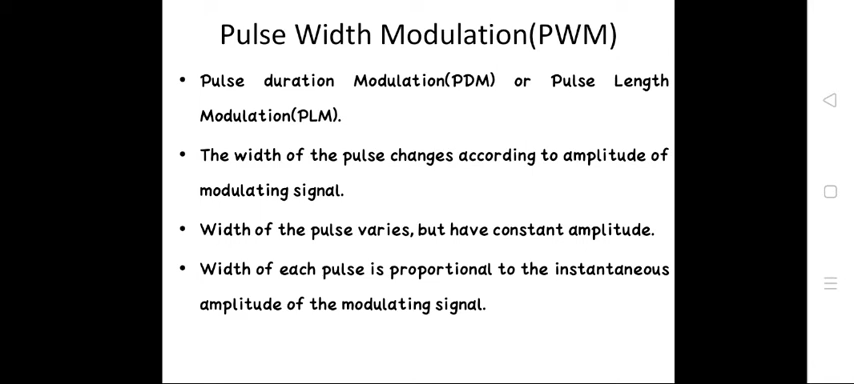 Pulse Width Modulation(PWM)
• Pulse duration Modulation(PDM) or Pulse Length
Modulation(PLM).
• The width of the pulse changes according to amplitude of
modulating signal.
• Width of the pulse varies, but have constant amplitude.
• Width of each pulse is proportional to the instantaneous
amplitude of the modulating signal.